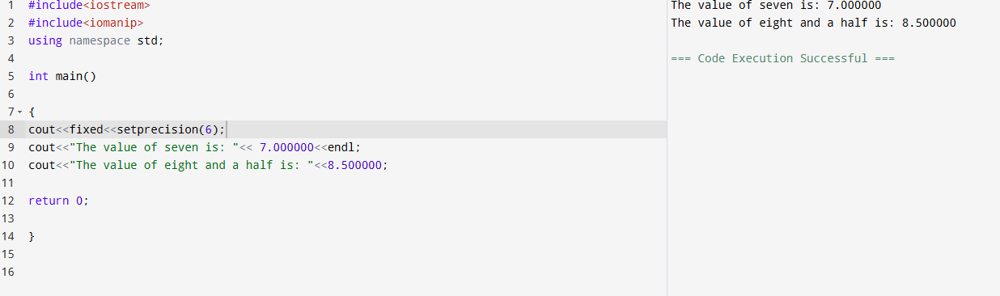 1 #include<iostream>
2 #include<iomanip>
3 using namespace std;
4
5 int main()
6
7 {
8 cout<<fixed<<setprecision(6);
9 cout<<"The value of seven is: "<< 7.000000<<endl;
10 cout<<"The value of eight and a half is: "<<8.500000;
11
12 return 0;
13
14 }
15
16
The value of seven is: 7.000000
The value of eight and a half is: 8.500000
=== Code Execution Successful ===